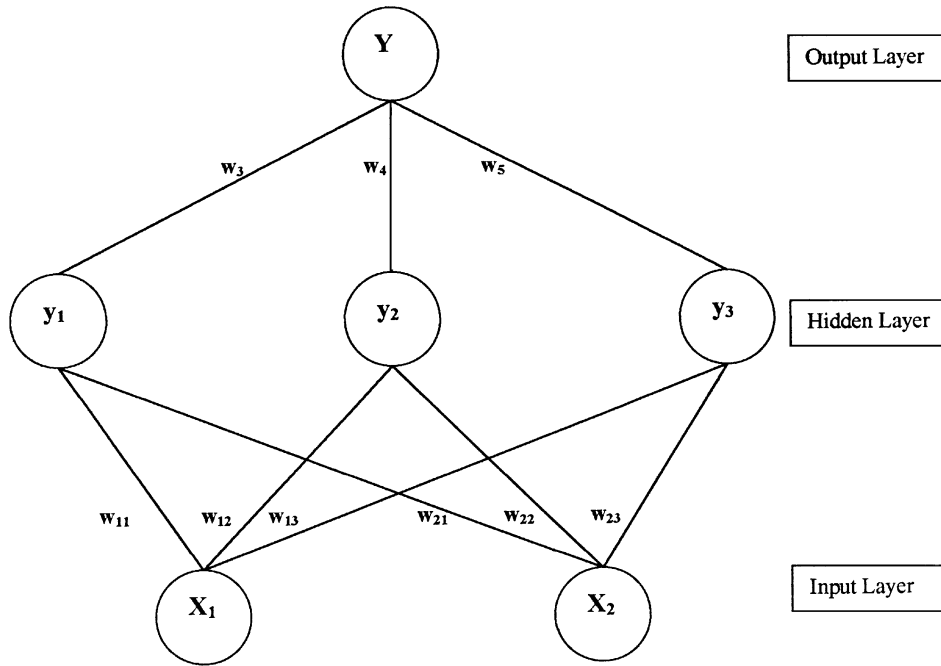 Y
Output Layer
w₃ w₄ w₅
y₁ y₂ y₃
Hidden Layer
w₁₁ w₁₂ w₁₃ w₂₁ w₂₂ w₂₃
X₁ X₂
Input Layer